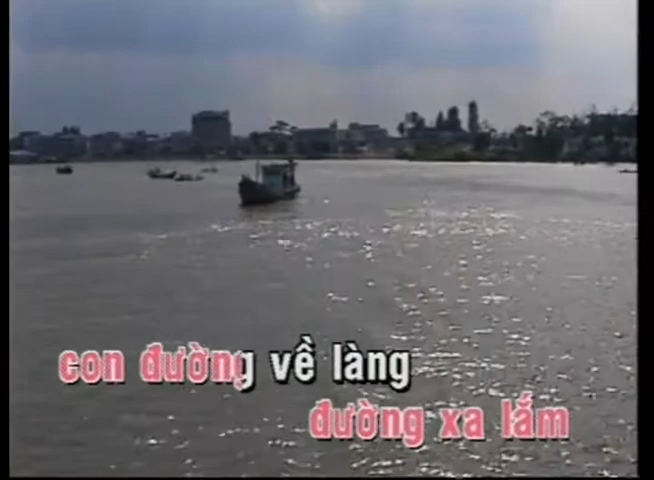 con đường về làng
đường xa lắm